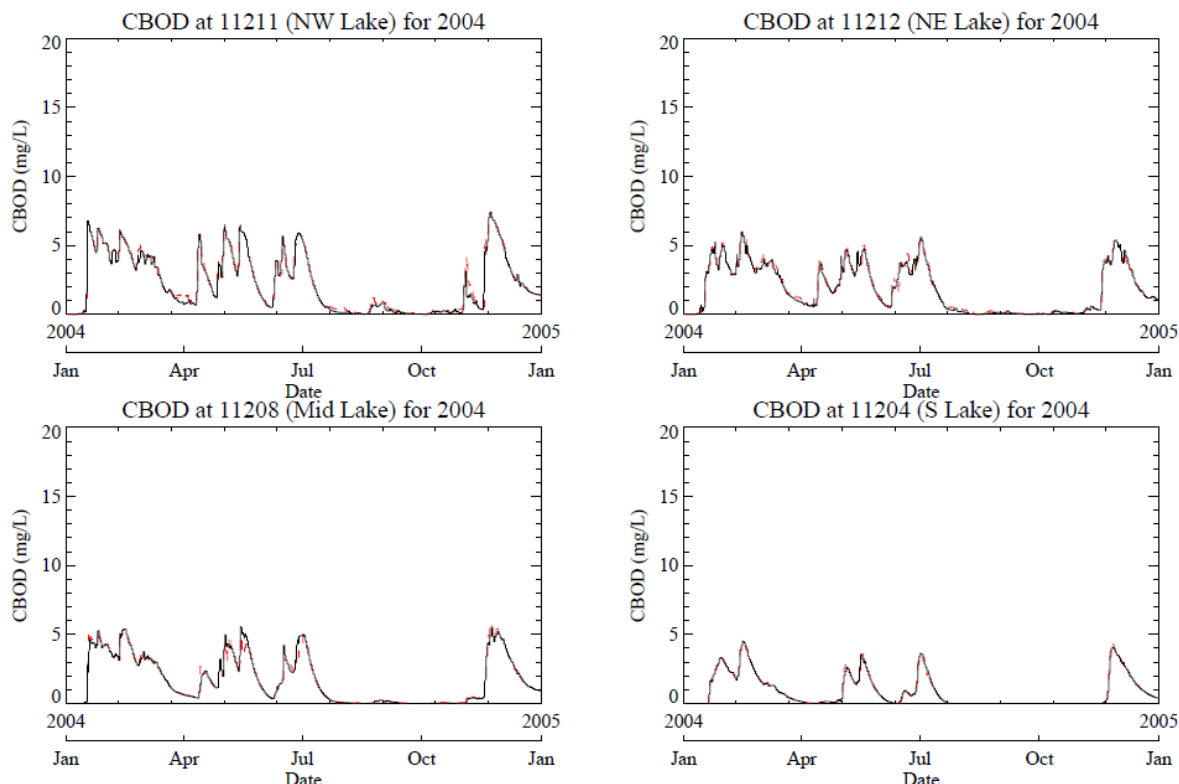 CBOD at 11211 (NW Lake) for 2004
20
15
10
5
0
CBOD (mg/L)
2004 2005
Jan Apr Jul Oct Jan
Date
CBOD at 11212 (NE Lake) for 2004
20
15
10
5
0
CBOD (mg/L)
2004 2005
Jan Apr Jul Oct Jan
Date
CBOD at 11208 (Mid Lake) for 2004
20
15
10
5
0
CBOD (mg/L)
2004 2005
Jan Apr Jul Oct Jan
Date
CBOD at 11204 (S Lake) for 2004
20
15
10
5
0
CBOD (mg/L)
2004 2005
Jan Apr Jul Oct Jan
Date